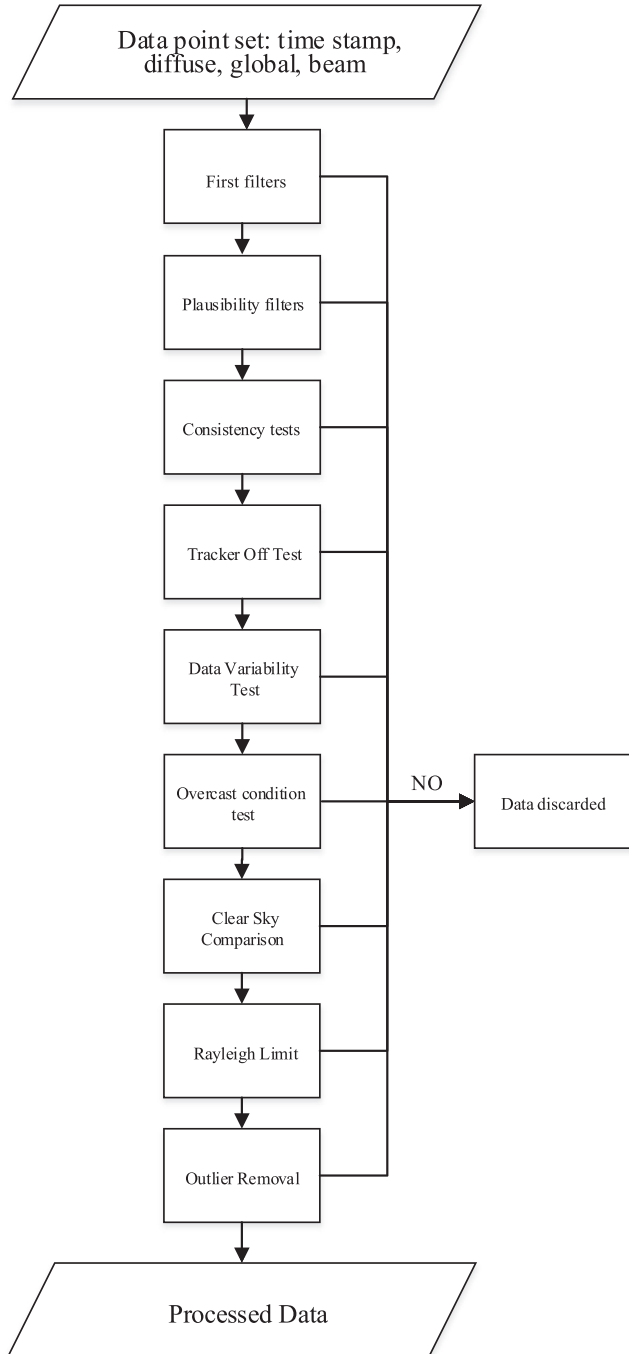 Data point set: time stamp,
diffuse, global, beam
First filters
Plausibility filters
Consistency tests
Tracker Off Test
Data Variability
Test
Overcast condition
test
NO
Data discarded
Clear Sky
Comparison
Rayleigh Limit
Outlier Removal
Processed Data